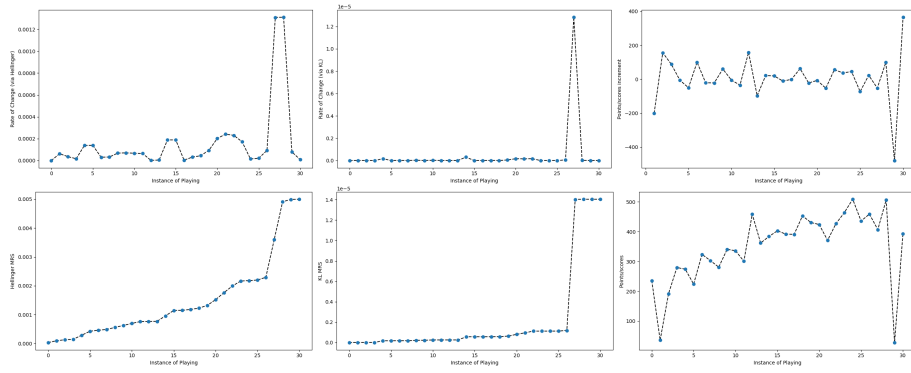 Rate of Change (via Hellinger)
0.0012
0.0010
0.0008
0.0006
0.0004
0.0002
0.0000
0 5 10 15 20 25 30
Instance of Playing
1e−5
Rate of Change (via KL)
1.2
1.0
0.8
0.6
0.4
0.2
0.0
0 5 10 15 20 25 30
Instance of Playing
Points/scores increment
400
200
0
−200
−400
0 5 10 15 20 25 30
Instance of Playing
Hellinger MRS
0.005
0.004
0.003
0.002
0.001
0.000
0 5 10 15 20 25 30
Instance of Playing
1e−5
KL MRS
1.4
1.2
1.0
0.8
0.6
0.4
0.2
0.0
0 5 10 15 20 25 30
Instance of Playing
Points/scores
500
400
300
200
100
0 5 10 15 20 25 30
Instance of Playing